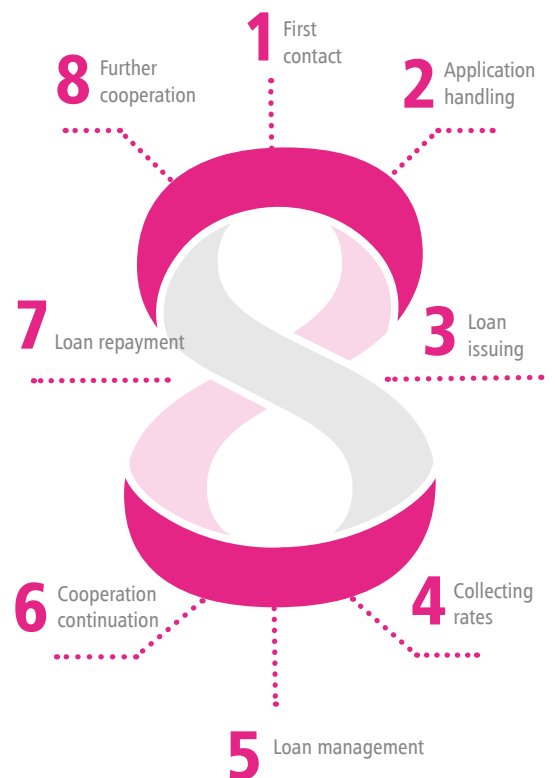 1 First
contact
2 Application
handling
3 Loan
issuing
4 Collecting
rates
5 Loan management
6 Cooperation
continuation
7 Loan repayment
8 Further
cooperation